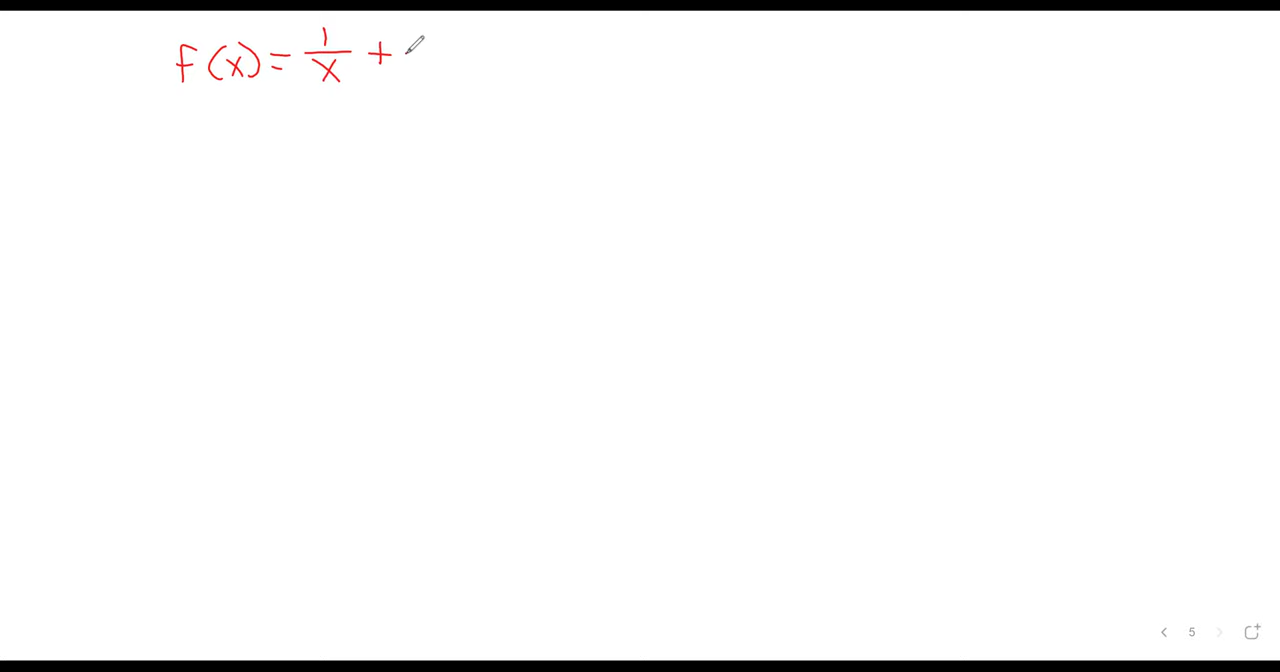 f(x) = 1/x +
5